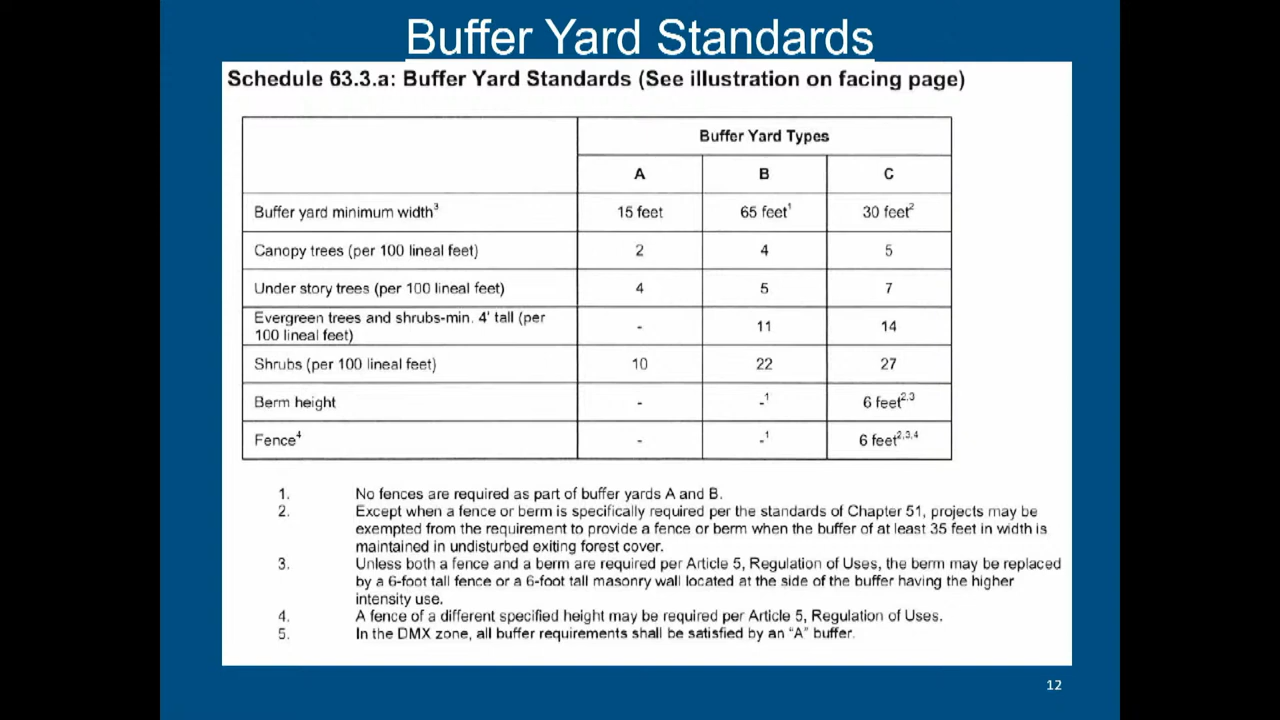 Buffer Yard Standards
Schedule 63.3.a: Buffer Yard Standards (See illustration on facing page)
Buffer Yard Types
A B C
Buffer yard minimum width³ 15 feet 65 feet¹ 30 feet²
Canopy trees (per 100 lineal feet) 2 4 5
Under story trees (per 100 lineal feet) 4 5 7
Evergreen trees and shrubs-min. 4' tall (per
100 lineal feet) - 11 14
Shrubs (per 100 lineal feet) 10 22 27
Berm height - -¹ 6 feet²,³
Fence⁴ - -¹ 6 feet²,³,⁴
1. No fences are required as part of buffer yards A and B.
2. Except when a fence or berm is specifically required per the standards of Chapter 51, projects may be
exempted from the requirement to provide a fence or berm when the buffer of at least 35 feet in width is
maintained in undisturbed exiting forest cover.
3. Unless both a fence and a berm are required per Article 5, Regulation of Uses, the berm may be replaced
by a 6-foot tall fence or a 6-foot tall masonry wall located at the side of the buffer having the higher
intensity use.
4. A fence of a different specified height may be required per Article 5, Regulation of Uses.
5. In the DMX zone, all buffer requirements shall be satisfied by an "A" buffer.
12